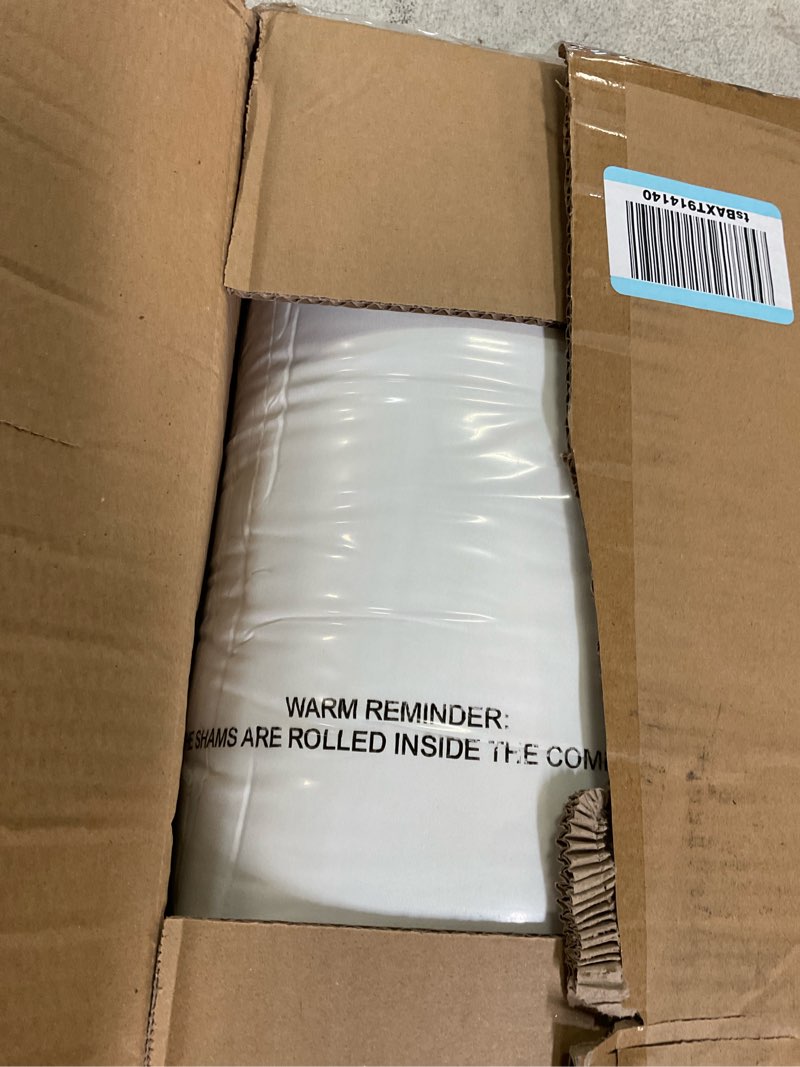 tsBAXT914140
WARM REMINDER:
SHAMS ARE ROLLED INSIDE THE